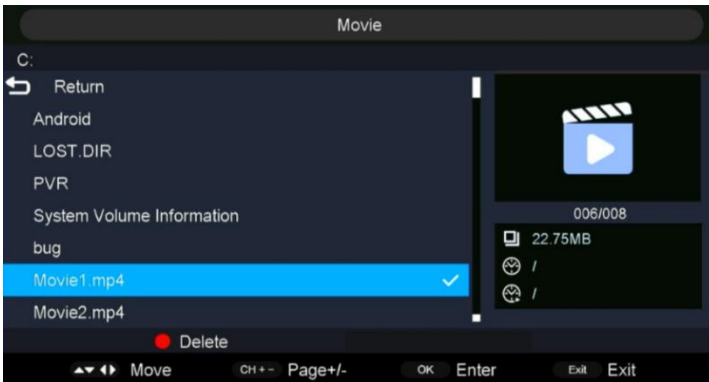 Movie
C:
Return
Android
LOST.DIR
PVR
System Volume Information
bug
Movie1.mp4
Movie2.mp4
006/008
22.75MB
/
/
Delete
Move CH + - Page+/- OK Enter Exit Exit